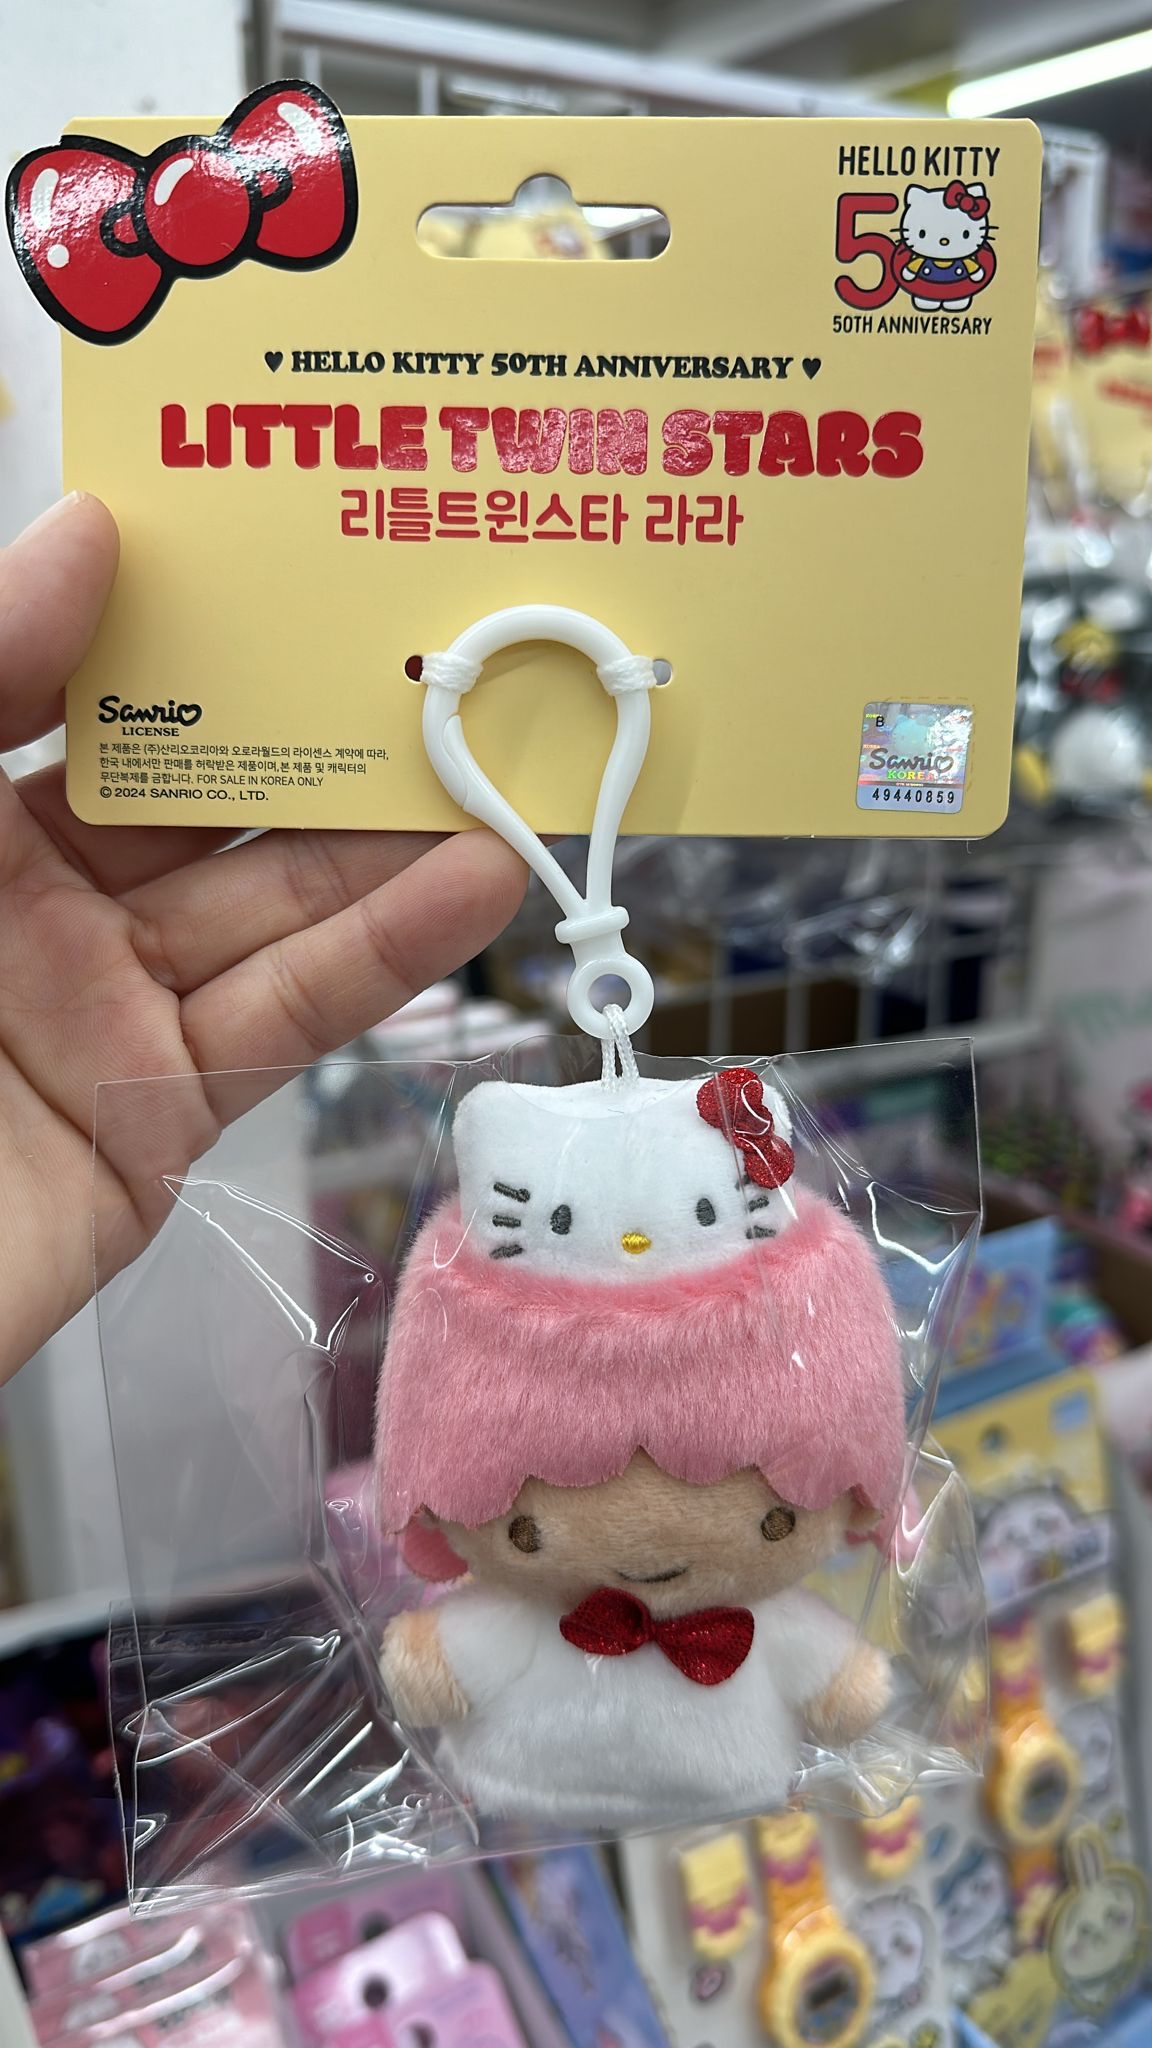 HELLO KITTY
50
50TH ANNIVERSARY
♥ HELLO KITTY 50TH ANNIVERSARY ♥
LITTLE TWIN STARS
리틀트윈스타 라라
Sanrio
LICENSE
본 제품은 (주)산리오코리아와 오로라월드의 라이센스 계약에 따라,
한국 내에서만 판매를 허락받은 제품이며, 본 제품 및 캐릭터의
무단복제를 금합니다. FOR SALE IN KOREA ONLY
© 2024 SANRIO CO., LTD.
B
Sanrio
KOREA
49440859